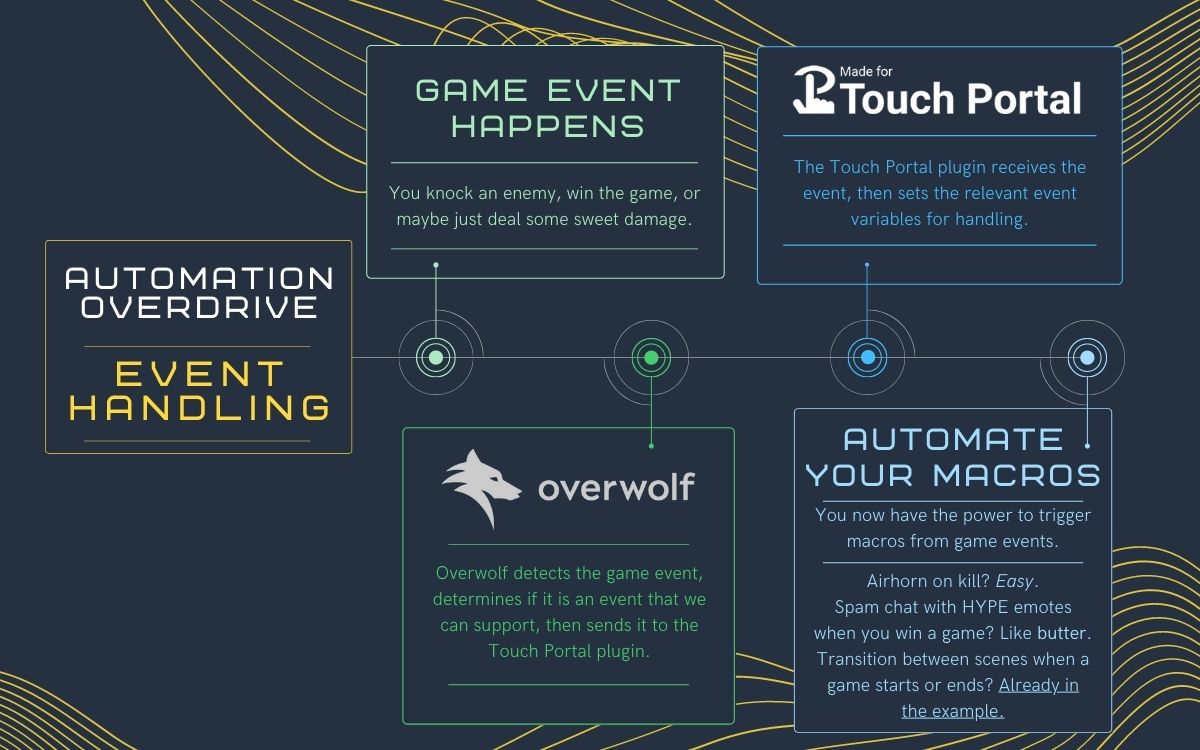 AUTOMATION
OVERDRIVE
EVENT
HANDLING
GAME EVENT
HAPPENS
You knock an enemy, win the game, or
maybe just deal some sweet damage.
overwolf
Overwolf detects the game event,
determines if it is an event that we
can support, then sends it to the
Touch Portal plugin.
Made for
Touch Portal
The Touch Portal plugin receives the
event, then sets the relevant event
variables for handling.
AUTOMATE
YOUR MACROS
You now have the power to trigger
macros from game events.
Airhorn on kill? Easy.
Spam chat with HYPE emotes
when you win a game? Like butter.
Transition between scenes when a
game starts or ends? Already in
the example.